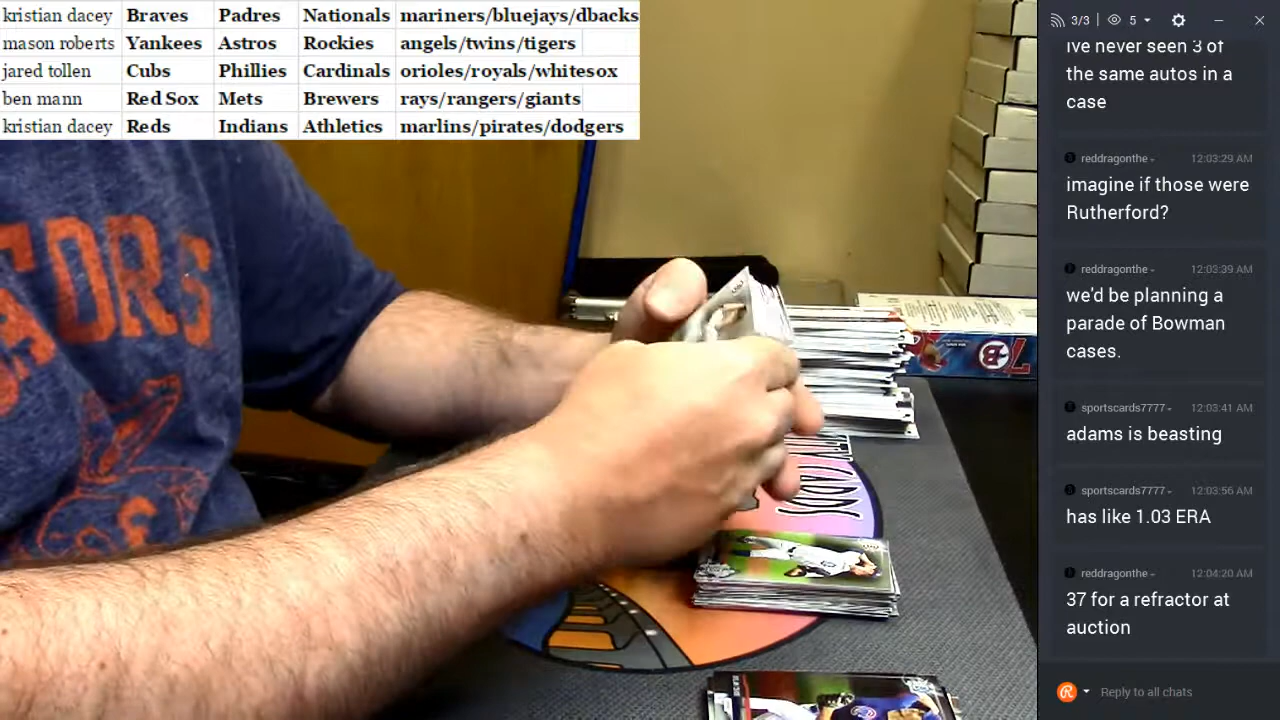 kristian dacey Braves Padres Nationals mariners/bluejays/dbacks
mason roberts Yankees Astros Rockies angels/twins/tigers
jared tollen Cubs Phillies Cardinals orioles/royals/whitesox
ben mann Red Sox Mets Brewers rays/rangers/giants
kristian dacey Reds Indians Athletics marlins/pirates/dodgers
3/3
5
ive never seen 3 of
the same autos in a
case
reddragonthe 12:03:29 AM
imagine if those were
Rutherford?
reddragonthe 12:03:39 AM
we'd be planning a
parade of Bowman
cases.
sportscards7777 12:03:41 AM
adams is beasting
sportscards7777 12:03:56 AM
has like 1.03 ERA
reddragonthe 12:04:20 AM
37 for a refractor at
auction
Reply to all chats